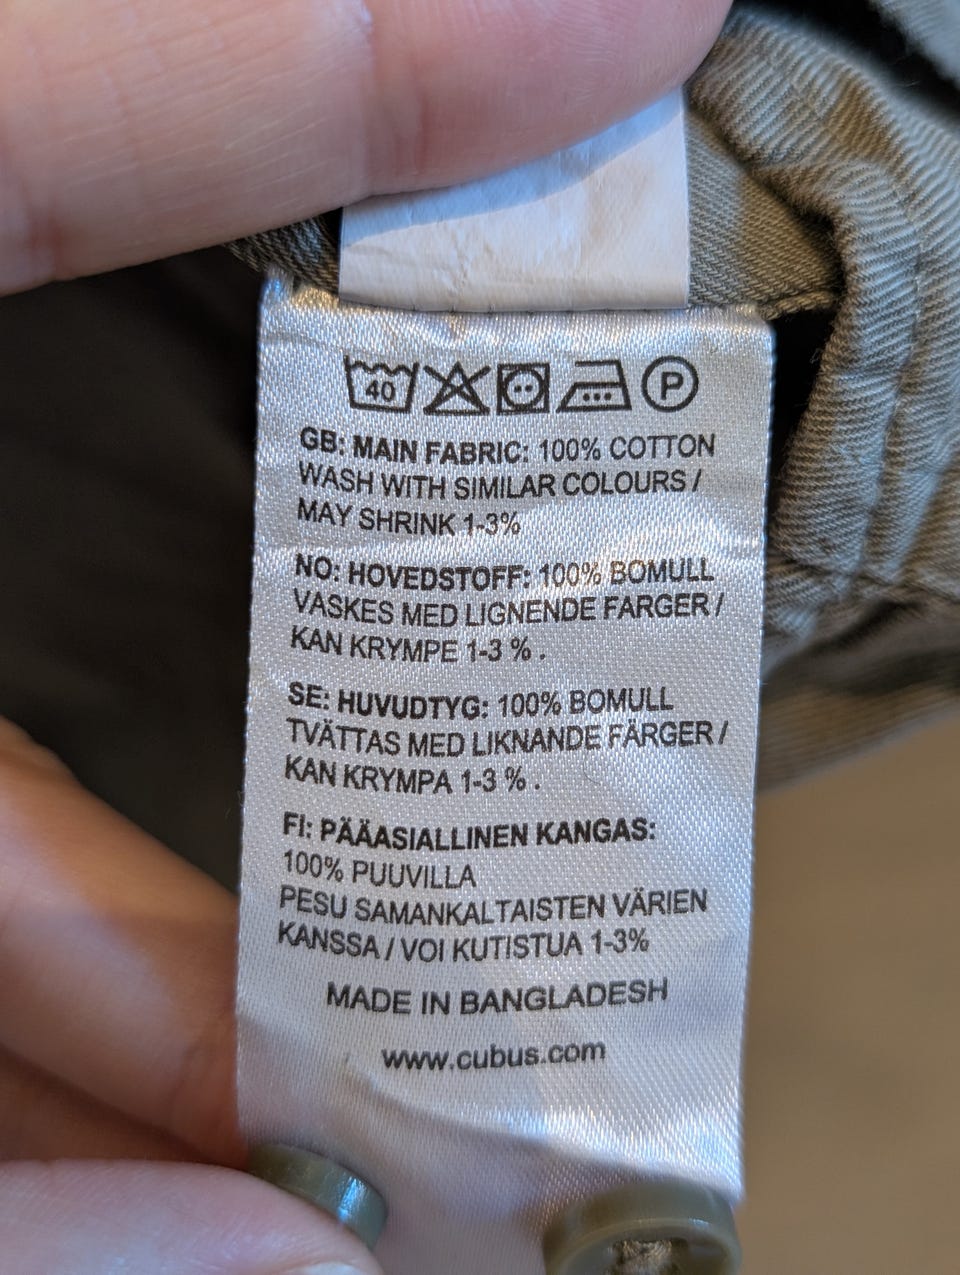 40 P
GB: MAIN FABRIC: 100% COTTON
WASH WITH SIMILAR COLOURS /
MAY SHRINK 1-3%
NO: HOVEDSTOFF: 100% BOMULL
VASKES MED LIGNENDE FARGER /
KAN KRYMPE 1-3 % .
SE: HUVUDTYG: 100% BOMULL
TVÄTTAS MED LIKNANDE FÄRGER /
KAN KRYMPA 1-3 % .
FI: PÄÄASIALLINEN KANGAS:
100% PUUVILLA
PESU SAMANKALTAISTEN VÄRIEN
KANSSA / VOI KUTISTUA 1-3%
MADE IN BANGLADESH
www.cubus.com